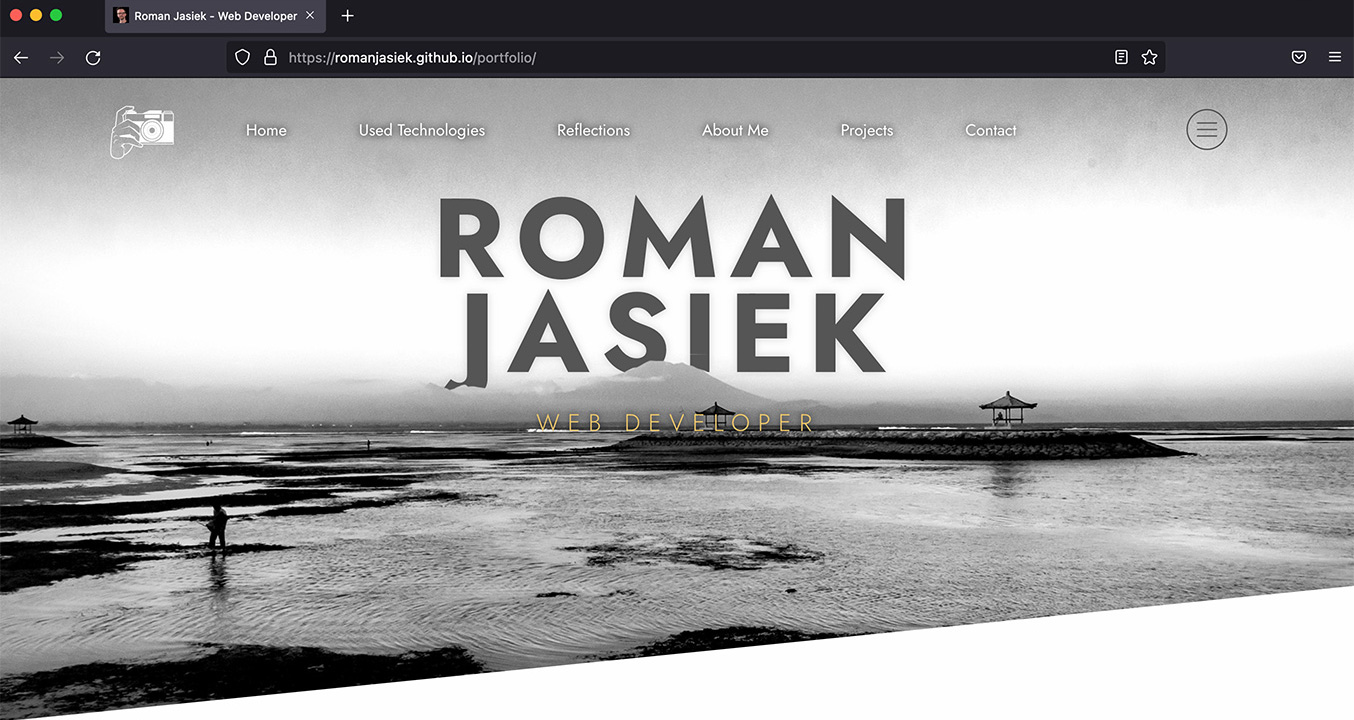 Roman Jasiek - Web Developer
https://romanjasiek.github.io/portfolio/
Home Used Technologies Reflections About Me Projects Contact
ROMAN
JASIEK
WEB DEVELOPER